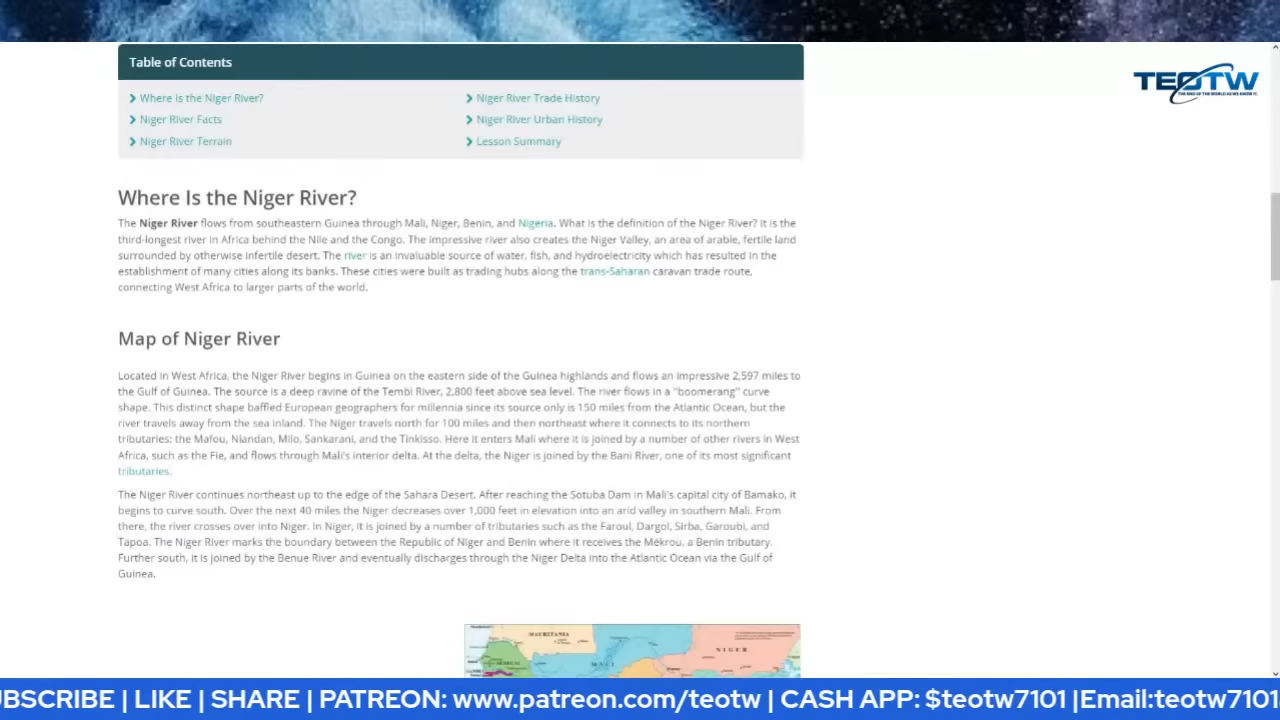 Table of Contents
Where Is the Niger River?
Niger River Facts
Niger River Terrain
Niger River Trade History
Niger River Urban History
Lesson Summary
TEOTW
THE END OF THE WORLD AS WE KNOW IT.
Where Is the Niger River?
The Niger River flows from southeastern Guinea through Mali, Niger, Benin, and Nigeria. What is the definition of the Niger River? It is the
third-longest river in Africa behind the Nile and the Congo. The impressive river also creates the Niger Valley, an area of arable, fertile land
surrounded by otherwise infertile desert. The river is an invaluable source of water, fish, and hydroelectricity which has resulted in the
establishment of many cities along its banks. These cities were built as trading hubs along the trans-Saharan caravan trade route,
connecting West Africa to larger parts of the world.
Map of Niger River
Located in West Africa, the Niger River begins in Guinea on the eastern side of the Guinea highlands and flows an impressive 2,597 miles to
the Gulf of Guinea. The source is a deep ravine of the Tembi River, 2,800 feet above sea level. The river flows in a "boomerang" curve
shape. This distinct shape baffled European geographers for millennia since its source only is 150 miles from the Atlantic Ocean, but the
river travels away from the sea inland. The Niger travels north for 100 miles and then northeast where it connects to its northern
tributaries: the Mafou, Niandan, Milo, Sankarani, and the Tinkisso. Here it enters Mali where it is joined by a number of other rivers in West
Africa, such as the Fie, and flows through Mali's interior delta. At the delta, the Niger is joined by the Bani River, one of its most significant
tributaries.
The Niger River continues northeast up to the edge of the Sahara Desert. After reaching the Sotuba Dam in Mali's capital city of Bamako, it
begins to curve south. Over the next 40 miles the Niger decreases over 1,000 feet in elevation into an arid valley in southern Mali. From
there, the river crosses over into Niger. In Niger, it is joined by a number of tributaries such as the Faroul, Dargol, Sirba, Garoubi, and
Tapoa. The Niger River marks the boundary between the Republic of Niger and Benin where it receives the Mékrou, a Benin tributary.
Further south, it is joined by the Benue River and eventually discharges through the Niger Delta into the Atlantic Ocean via the Gulf of
Guinea.
MAURITANIA
NIGER
MALI
SENEGAL
UBSCRIBE | LIKE | SHARE | PATREON: www.patreon.com/teotw | CASH APP: $teotw7101 |Email:teotw7101